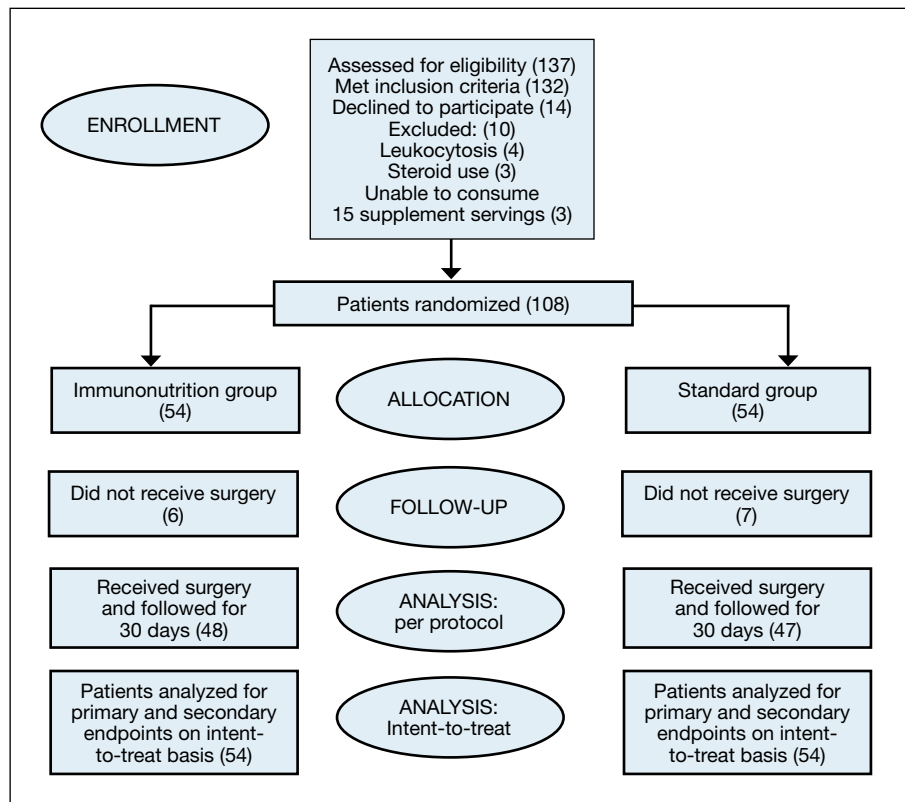 ENROLLMENT
Assessed for eligibility (137)
Met inclusion criteria (132)
Declined to participate (14)
Excluded: (10)
Leukocytosis (4)
Steroid use (3)
Unable to consume
15 supplement servings (3)
Patients randomized (108)
Immunonutrition group
(54)
ALLOCATION
Standard group
(54)
Did not receive surgery
(6)
FOLLOW-UP
Did not receive surgery
(7)
Received surgery
and followed for
30 days (48)
ANALYSIS:
per protocol
Received surgery
and followed for
30 days (47)
Patients analyzed for
primary and secondary
endpoints on intent-
to-treat basis (54)
ANALYSIS:
Intent-to-treat
Patients analyzed for
primary and secondary
endpoints on intent-
to-treat basis (54)